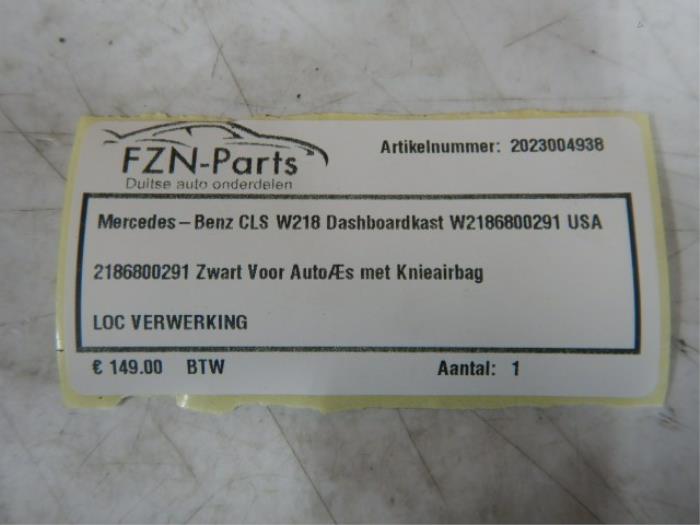 FZN-Parts
Duitse auto onderdelen
Artikelnummer: 2023004938
Mercedes-Benz CLS W218 Dashboardkast W2186800291 USA
2186800291 Zwart Voor AutoÆs met Knieairbag
LOC VERWERKING
€ 149.00 BTW Aantal: 1